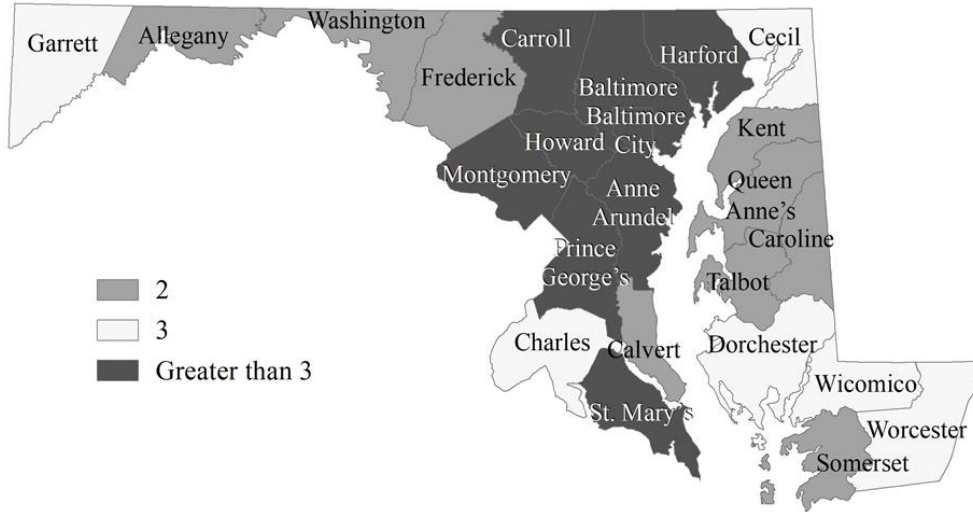 Garrett
Allegany
Washington
Frederick
Carroll
Harford
Cecil
Baltimore
Baltimore
City
Howard
Montgomery
Anne
Arundel
Prince
George's
Kent
Queen
Anne's
Caroline
Talbot
Charles
Calvert
St. Mary's
Dorchester
Wicomico
Worcester
Somerset
2
3
Greater than 3